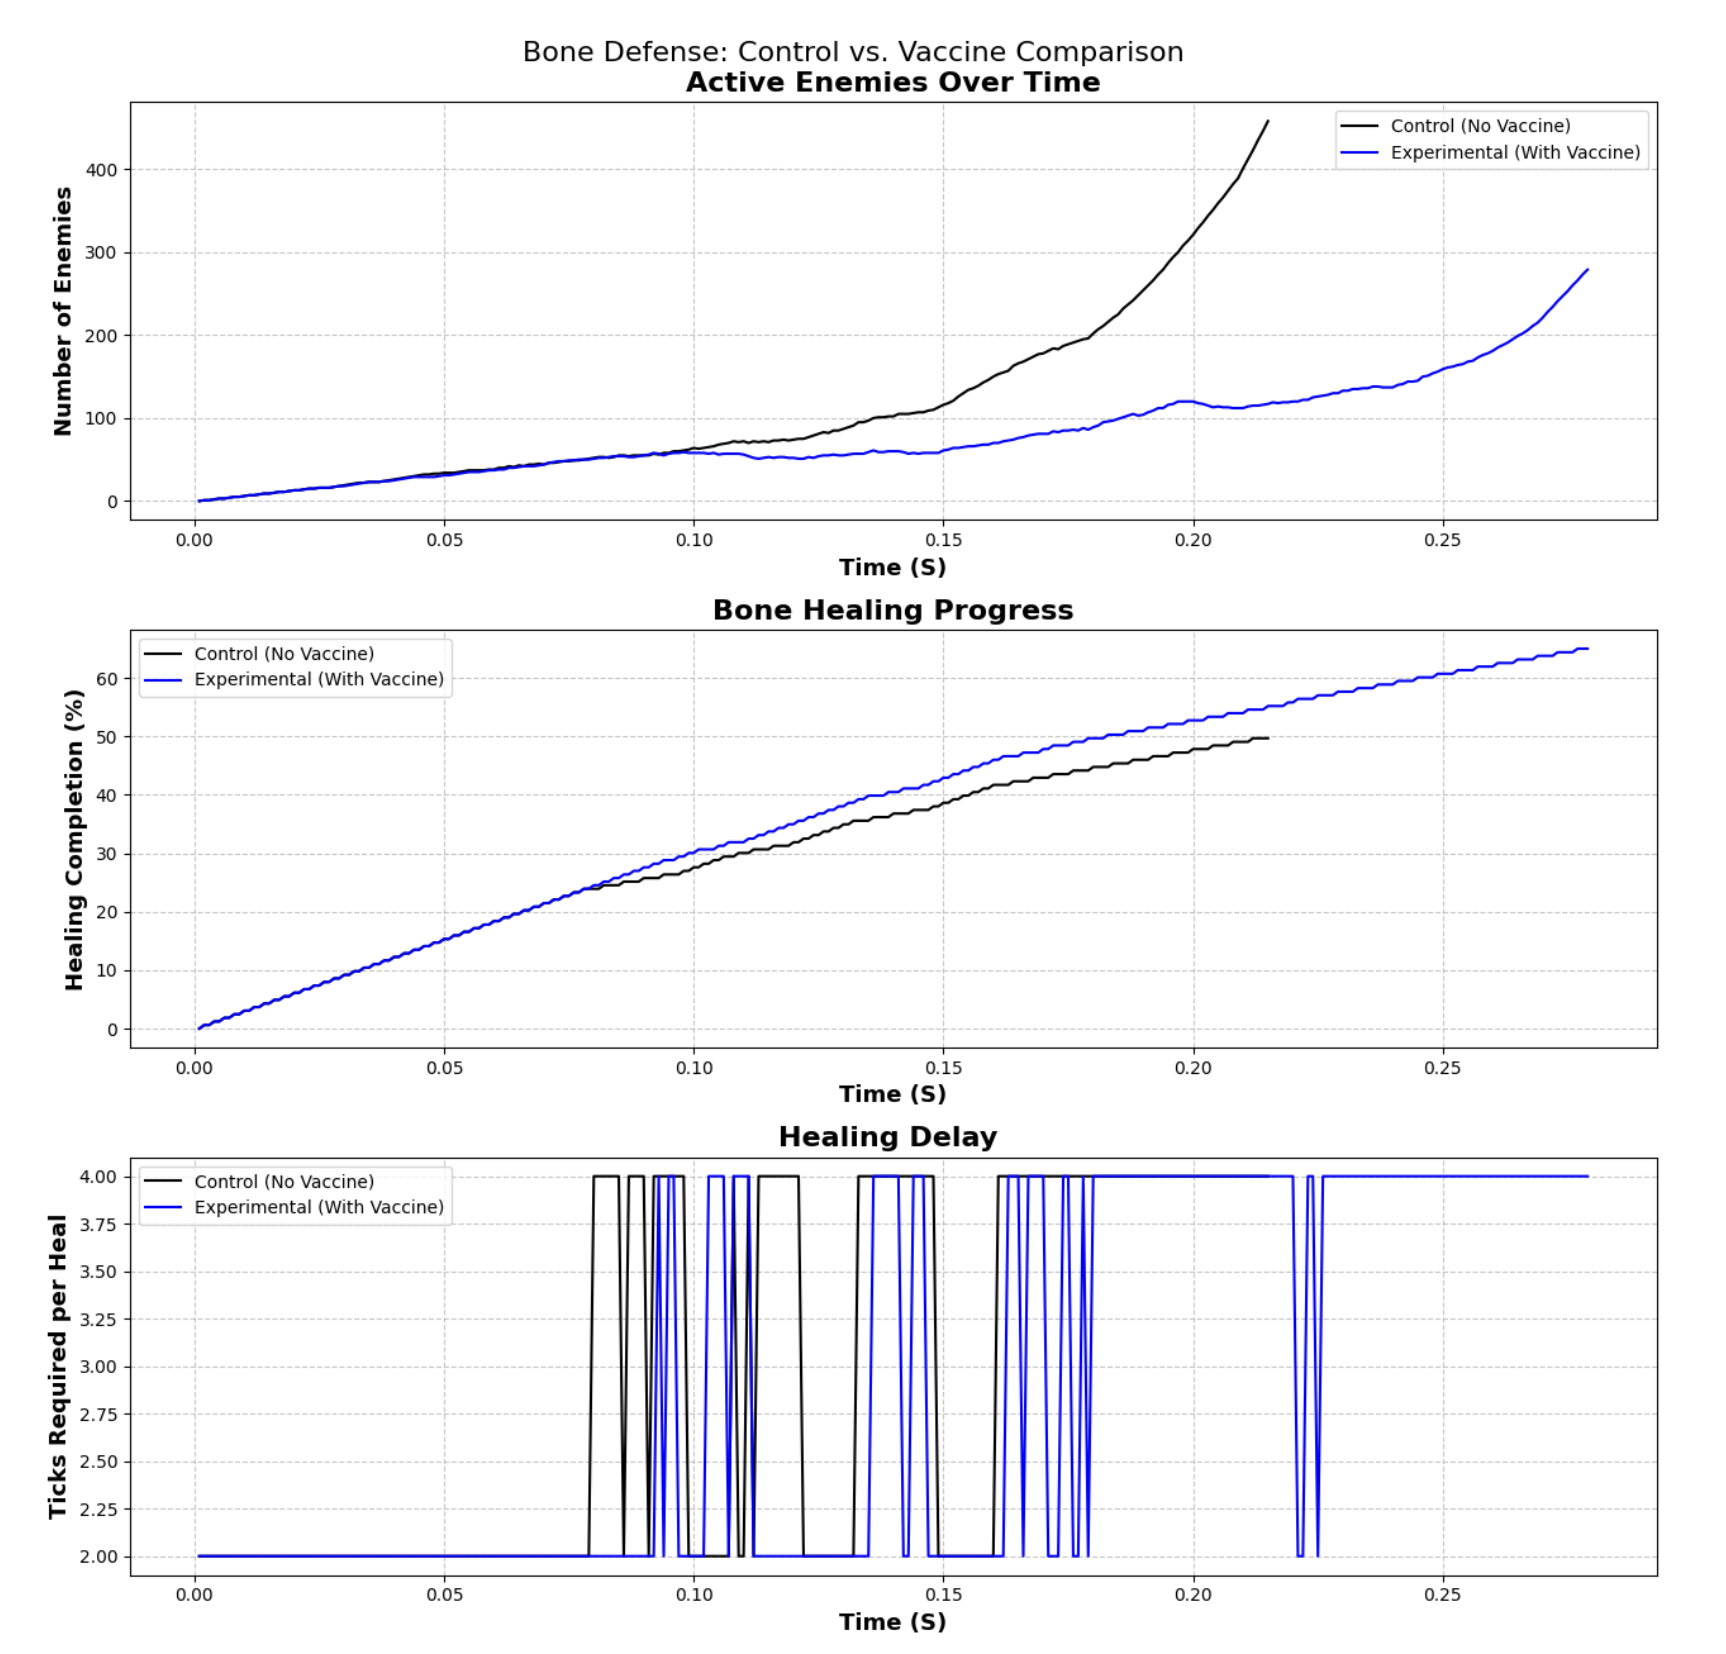 Bone Defense: Control vs. Vaccine Comparison
Active Enemies Over Time
Control (No Vaccine)
Experimental (With Vaccine)
Number of Enemies
400
300
200
100
0
0.00 0.05 0.10 0.15 0.20 0.25
Time (S)
Bone Healing Progress
Control (No Vaccine)
Experimental (With Vaccine)
Healing Completion (%)
60
50
40
30
20
10
0
0.00 0.05 0.10 0.15 0.20 0.25
Time (S)
Healing Delay
Control (No Vaccine)
Experimental (With Vaccine)
Ticks Required per Heal
4.00
3.75
3.50
3.25
3.00
2.75
2.50
2.25
2.00
0.00 0.05 0.10 0.15 0.20 0.25
Time (S)